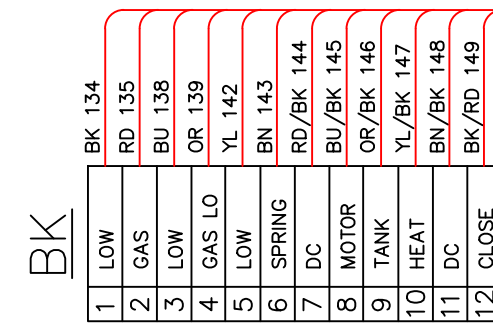 BK
BK 134
RD 135
BU 138
OR 139
YL 142
BN 143
RD/BK 144
BU/BK 145
OR/BK 146
YL/BK 147
BN/BK 148
BK/RD 149
1 LOW
2 GAS
3 LOW
4 GAS LO
5 LOW
6 SPRING
7 DC
8 MOTOR
9 TANK
10 HEAT
11 DC
12 CLOSE